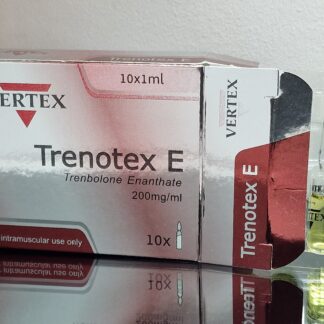 10x1ml
VERTEX
Trenotex E
Trenbolone Enanthate
200mg/ml
intramuscular use only
10x
VERTEX
Trenotex E